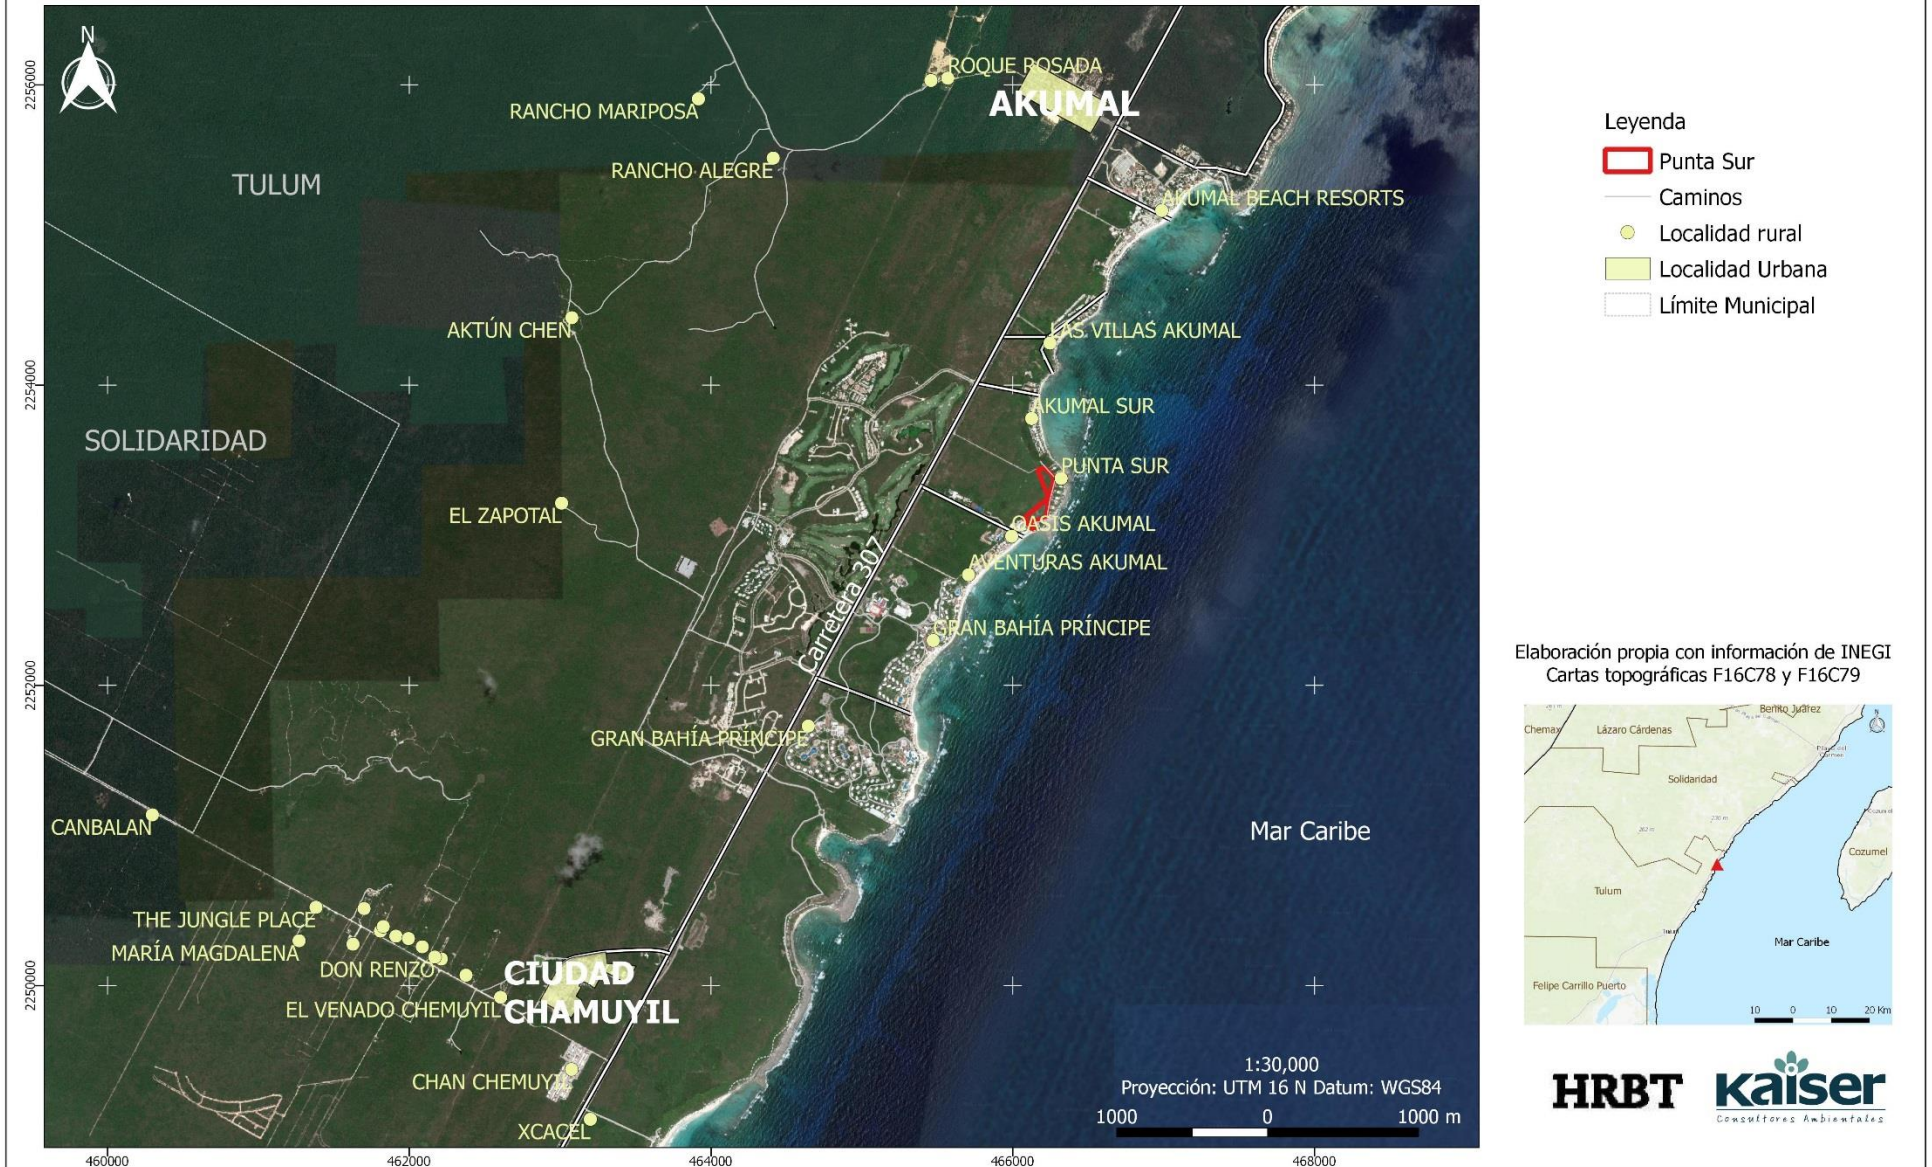 N
ROQUE ROSADA
RANCHO MARIPOSA
AKUMAL
RANCHO ALEGRE
TULUM
AKUMAL BEACH RESORTS
AKTÚN CHEN
LAS VILLAS AKUMAL
AKUMAL SUR
SOLIDARIDAD
PUNTA SUR
EL ZAPOTAL
OASIS AKUMAL
AVENTURAS AKUMAL
Carretera 307
GRAN BAHÍA PRÍNCIPE
GRAN BAHÍA PRÍNCIPE
CANBALAN
Mar Caribe
THE JUNGLE PLACE
MARÍA MAGDALENA
DON RENZO
CIUDAD
CHAMUYIL
EL VENADO CHEMUYIL
CHAN CHEMUYIL
XCACEL
1:30,000
Proyección: UTM 16 N Datum: WGS84
1000 0 1000 m
2256000
2254000
2252000
2250000
460000 462000 464000 466000 468000
Leyenda
Punta Sur
Caminos
Localidad rural
Localidad Urbana
Límite Municipal
Elaboración propia con información de INEGI
Cartas topográficas F16C78 y F16C79
Benito Juárez
Chemax
Lázaro Cárdenas
Solidaridad
Cozumel
Tulum
Mar Caribe
Felipe Carrillo Puerto
10 0 10 20 Km
HRBT
Kaiser
Consultores Ambientales